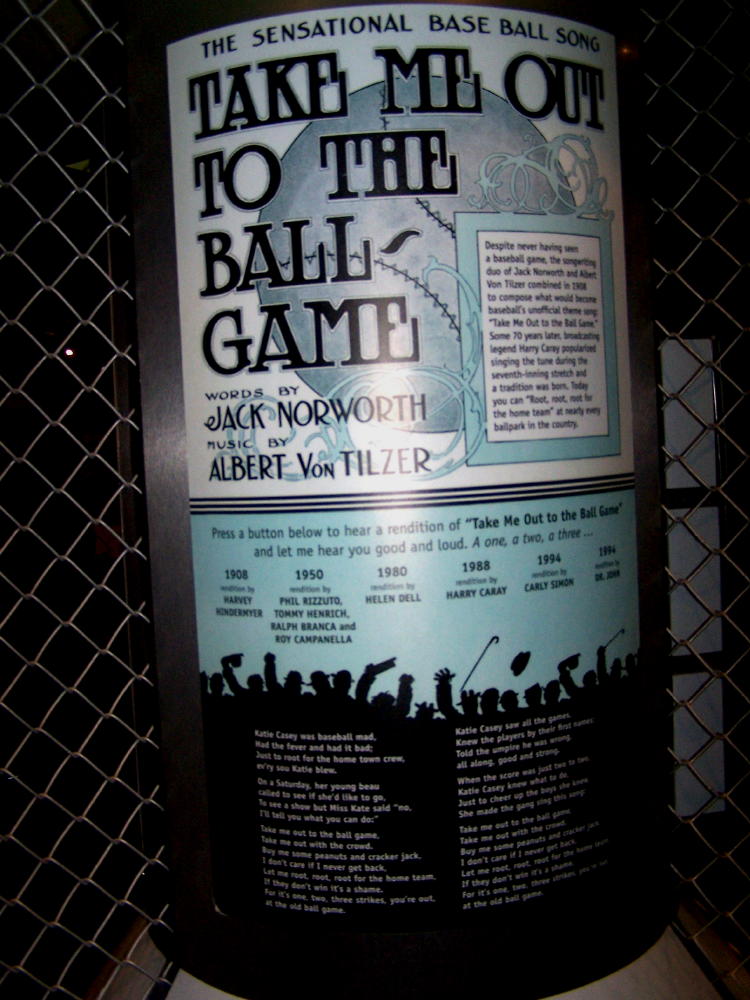 THE SENSATIONAL BASE BALL SONG
TAKE ME OUT
TO THE
BALL-
GAME
WORDS BY
JACK NORWORTH
MUSIC BY
ALBERT Von TILZER
Despite never having seen
a baseball game, the songwriting
duo of Jack Norworth and Albert
Von Tilzer combined in 1908
to compose what would become
baseball's unofficial theme song:
"Take Me Out to the Ball Game."
Some 70 years later, broadcasting
legend Harry Caray popularized
singing the tune during the
seventh-inning stretch and
a tradition was born. Today
you can "Root, root, root for
the home team" at nearly every
ballpark in the country.
Press a button below to hear a rendition of "Take Me Out to the Ball Game"
and let me hear you good and loud. A one, a two, a three ...
1908
rendition by
HARVEY
HINDERMYER
1950
rendition by
PHIL RIZZUTO,
TOMMY HENRICH,
RALPH BRANCA and
ROY CAMPANELLA
1980
rendition by
HELEN DELL
1988
rendition by
HARRY CARAY
1994
rendition by
CARLY SIMON
1994
rendition by
DR. JOHN
Katie Casey was baseball mad,
Had the fever and had it bad;
Just to root for the home town crew,
ev'ry sou Katie blew.
On a Saturday, her young beau
called to see if she'd like to go,
To see a show but Miss Kate said "no,
I'll tell you what you can do:"
Take me out to the ball game,
Take me out with the crowd.
Buy me some peanuts and cracker jack,
I don't care if I never get back,
Let me root, root, root for the home team,
If they don't win it's a shame.
For it's one, two, three strikes, you're out,
at the old ball game.
Katie Casey saw all the games.
Knew the players by their first names;
Told the umpire he was wrong,
all along, good and strong.
When the score was just two to two,
Katie Casey knew what to do,
Just to cheer up the boys she knew,
She made the gang sing this song:
Take me out to the ball game,
Take me out with the crowd.
Buy me some peanuts and cracker jack,
I don't care if I never get back,
Let me root, root, root for the home team,
If they don't win it's a shame.
For it's one, two, three strikes, you're out
at the old ball game.